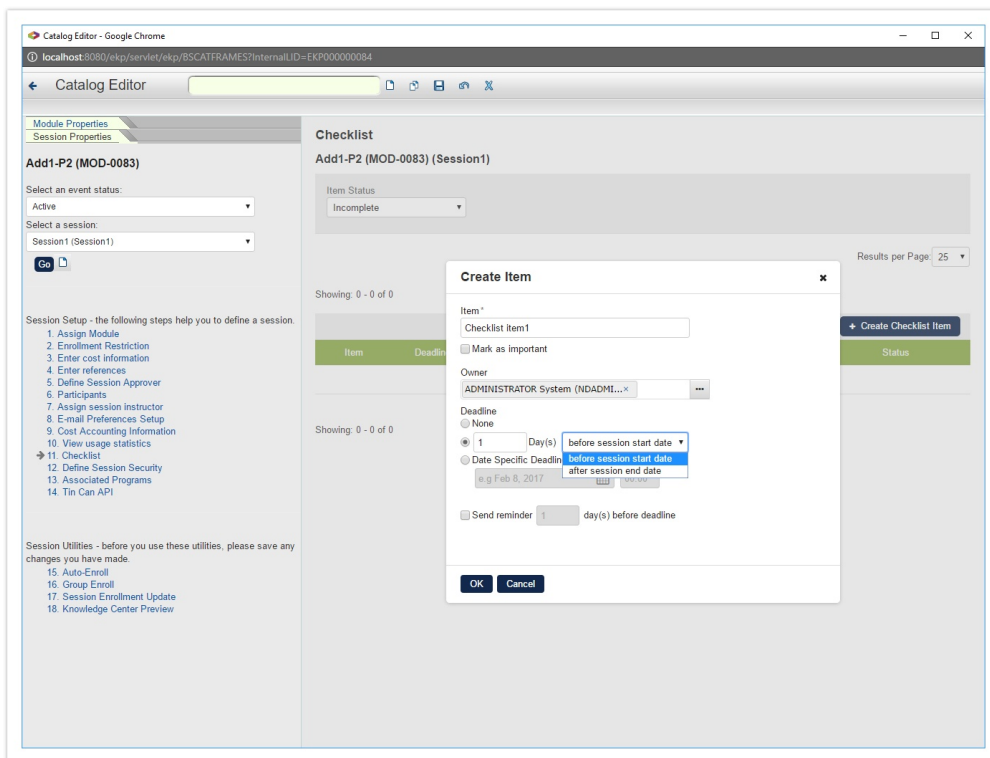 Catalog Editor - Google Chrome
localhost:8080/ekp/servlet/ekp/BSCATFRAMES?InternalLID=EKP000000084
Catalog Editor
Module Properties
Session Properties
Add1-P2 (MOD-0083)
Select an event status:
Active
Select a session:
Session1 (Session1)
Go
Session Setup - the following steps help you to define a session.
1. Assign Module
2. Enrollment Restriction
3. Enter cost information
4. Enter references
5. Define Session Approver
6. Participants
7. Assign session instructor
8. E-mail Preferences Setup
9. Cost Accounting Information
10. View usage statistics
11. Checklist
12. Define Session Security
13. Associated Programs
14. Tin Can API
Session Utilities - before you use these utilities, please save any
changes you have made.
15. Auto-Enroll
16. Group Enroll
17. Session Enrollment Update
18. Knowledge Center Preview
Checklist
Add1-P2 (MOD-0083) (Session1)
Item Status
Incomplete
Results per Page: 25
Showing: 0 - 0 of 0
+ Create Checklist Item
Item Deadlin Status
Showing: 0 - 0 of 0
Create Item
Item*
Checklist item1
Mark as important
Owner
ADMINISTRATOR System (NDADMI...×
Deadline
None
1 Day(s) before session start date
before session start date
after session end date
Date Specific Deadlin
e.g Feb 8, 2017 00:00
Send reminder 1 day(s) before deadline
OK Cancel